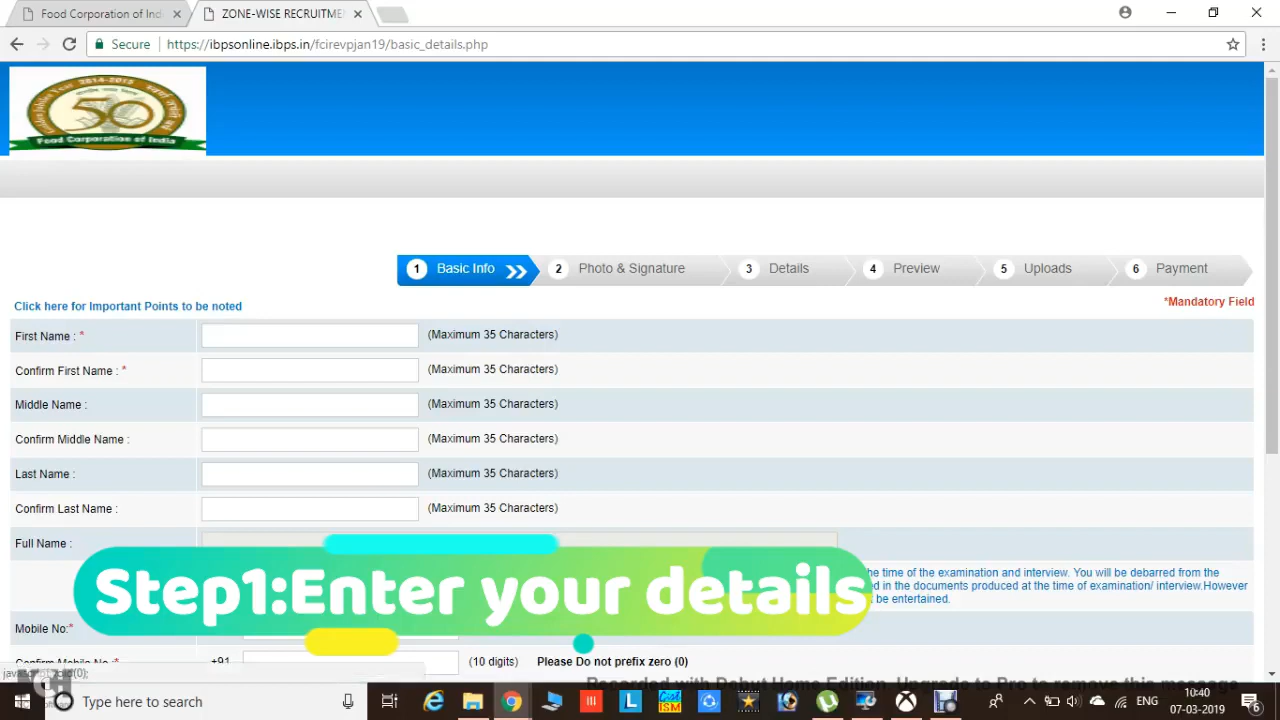 Food Corporation of Ind
ZONE-WISE RECRUITME
Secure
https://ibpsonline.ibps.in/fcirevpjan19/basic_details.php
50
Food Corporation of India
1 Basic Info
2 Photo & Signature
3 Details
4 Preview
5 Uploads
6 Payment
Click here for Important Points to be noted
*Mandatory Field
First Name : *
(Maximum 35 Characters)
Confirm First Name : *
(Maximum 35 Characters)
Middle Name :
(Maximum 35 Characters)
Confirm Middle Name :
(Maximum 35 Characters)
Last Name :
(Maximum 35 Characters)
Confirm Last Name :
(Maximum 35 Characters)
Full Name :
he time of the examination and interview. You will be debarred from the
d in the documents produced at the time of examination/ interview.However
t be entertained.
Step1:Enter your details
Mobile No:*
Confirm Mobile No :*
+91
(10 digits)
Please Do not prefix zero (0)
Recorded with Debut Home Edition. Upgrade to Pro to remove this message
Type here to search
ENG
10:40
07-03-2019
6